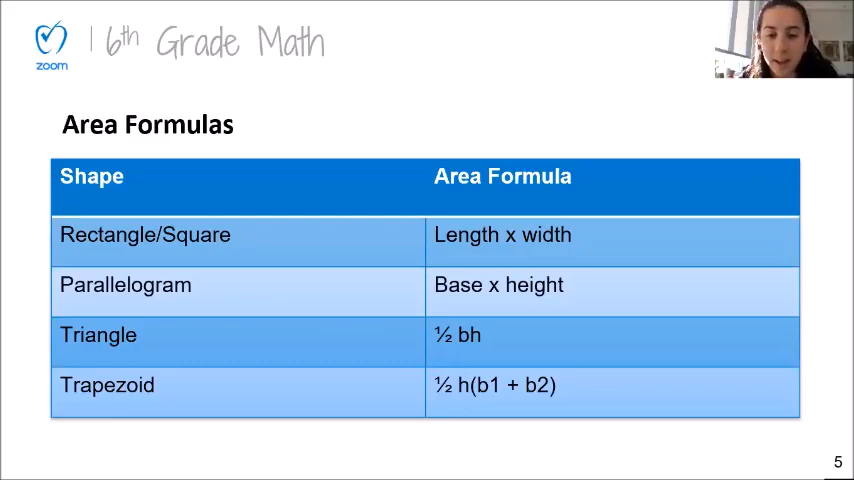 zoom | 6th Grade Math
Area Formulas
Shape Area Formula
Rectangle/Square Length x width
Parallelogram Base x height
Triangle ½ bh
Trapezoid ½ h(b1 + b2)
5